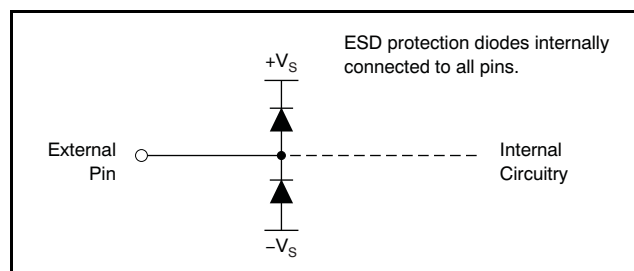 ESD protection diodes internally
connected to all pins.
+VS
External
Pin
Internal
Circuitry
−VS